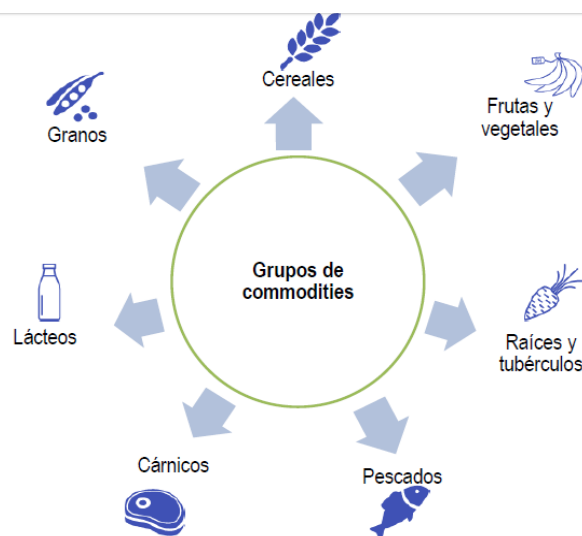 Cereales
Frutas y
vegetales
Granos
Grupos de
commodities
Lácteos
Raíces y
tubérculos
Cárnicos
Pescados